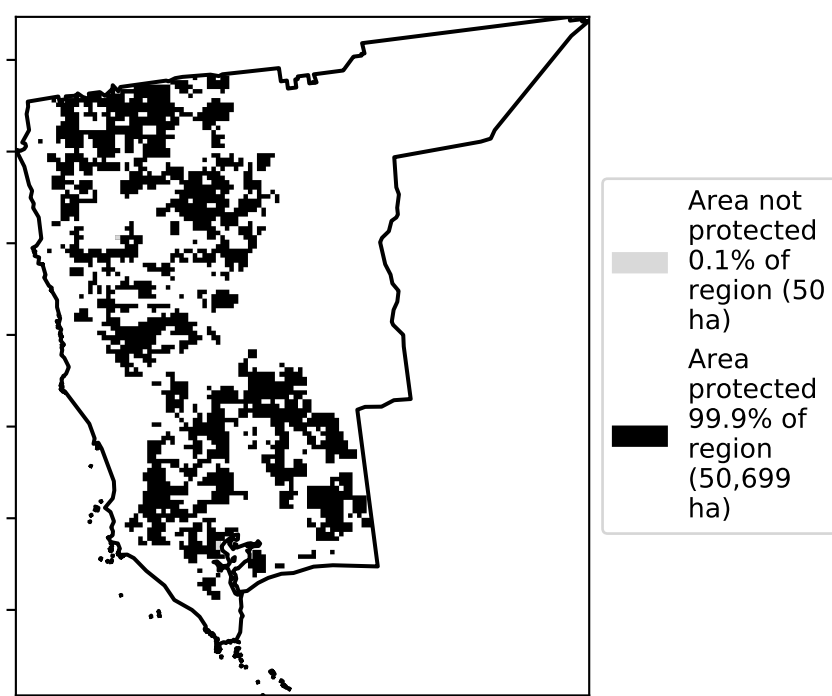 Area not
protected
0.1% of
region (50
ha)
Area
protected
99.9% of
region
(50,699
ha)